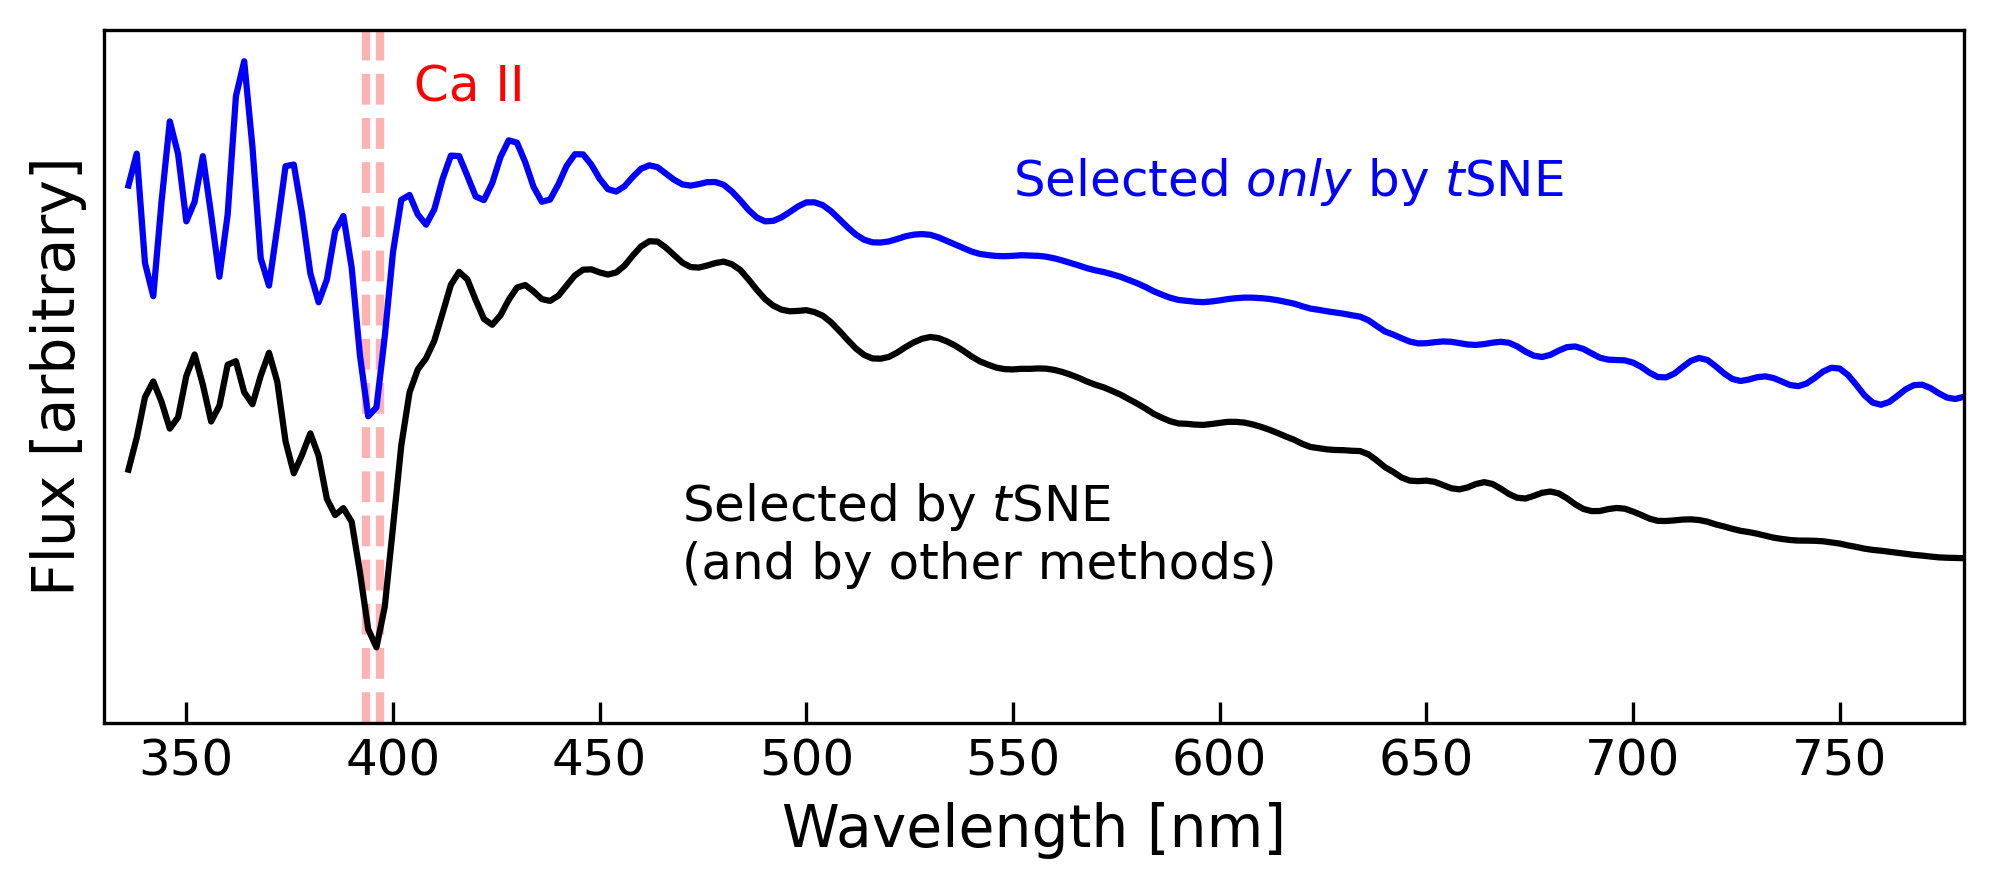 Ca II
Selected only by tSNE
Selected by tSNE
(and by other methods)
Flux [arbitrary]
350 400 450 500 550 600 650 700 750
Wavelength [nm]